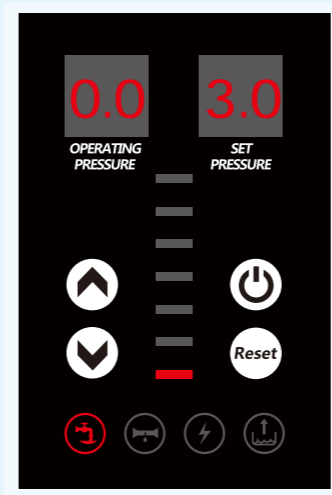 0.0 3.0
OPERATING
PRESSURE
SET
PRESSURE
Reset